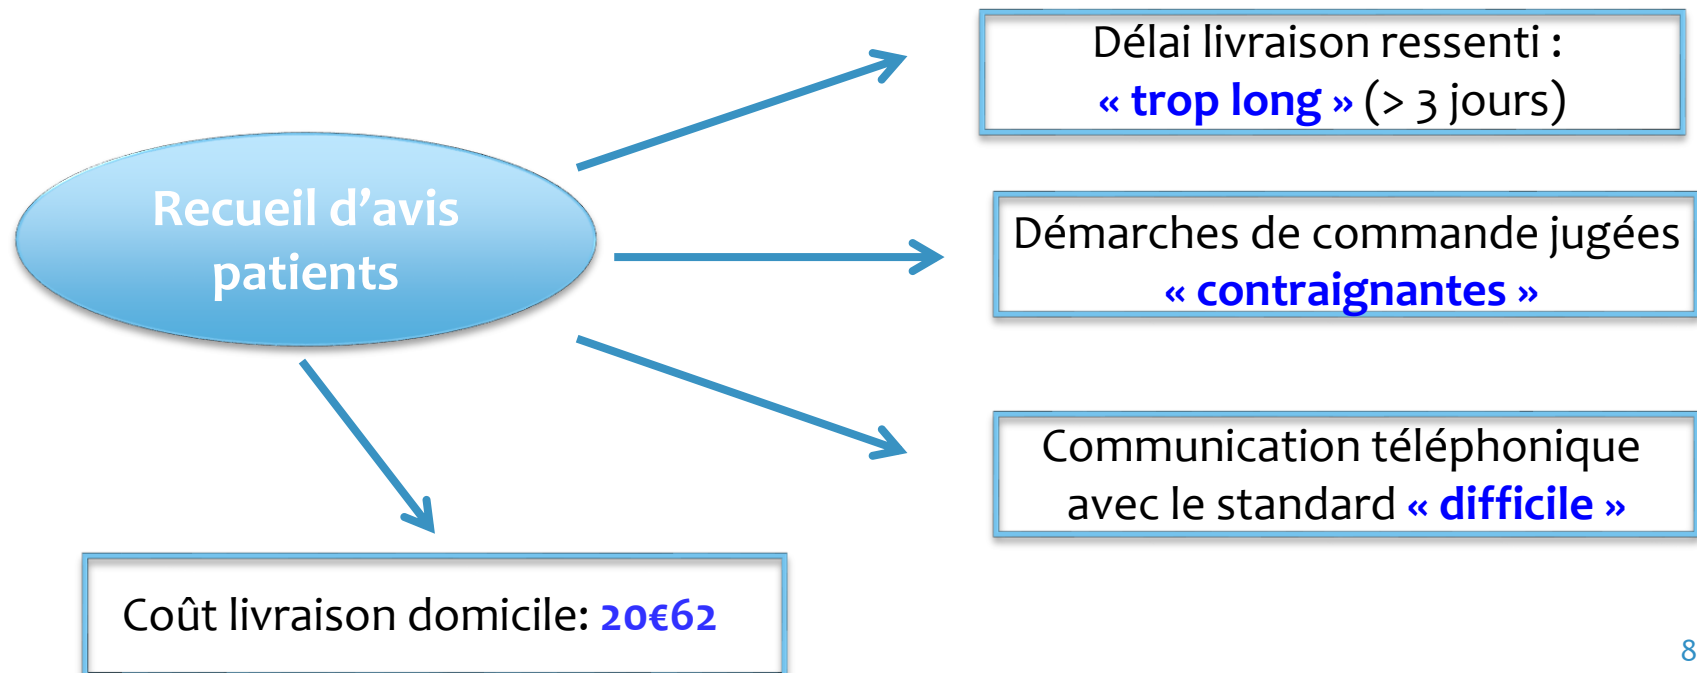 Délai livraison ressenti :
« trop long » (> 3 jours)
Recueil d’avis
patients
Démarches de commande jugées
« contraignantes »
Communication téléphonique
avec le standard « difficile »
Coût livraison domicile: 20€62
8